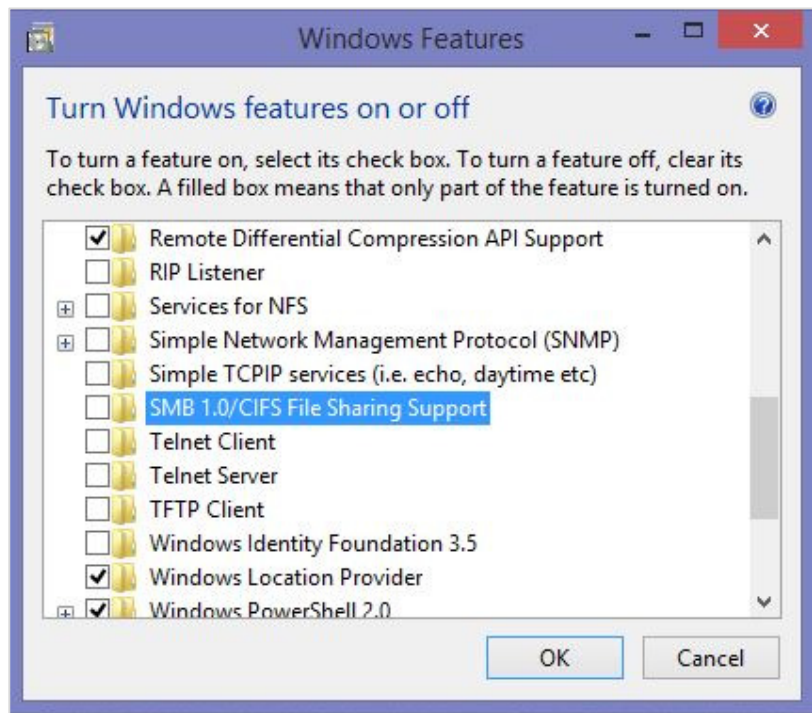 Windows Features
Turn Windows features on or off
To turn a feature on, select its check box. To turn a feature off, clear its
check box. A filled box means that only part of the feature is turned on.
Remote Differential Compression API Support
RIP Listener
Services for NFS
Simple Network Management Protocol (SNMP)
Simple TCPIP services (i.e. echo, daytime etc)
SMB 1.0/CIFS File Sharing Support
Telnet Client
Telnet Server
TFTP Client
Windows Identity Foundation 3.5
Windows Location Provider
Windows PowerShell 2.0
OK Cancel